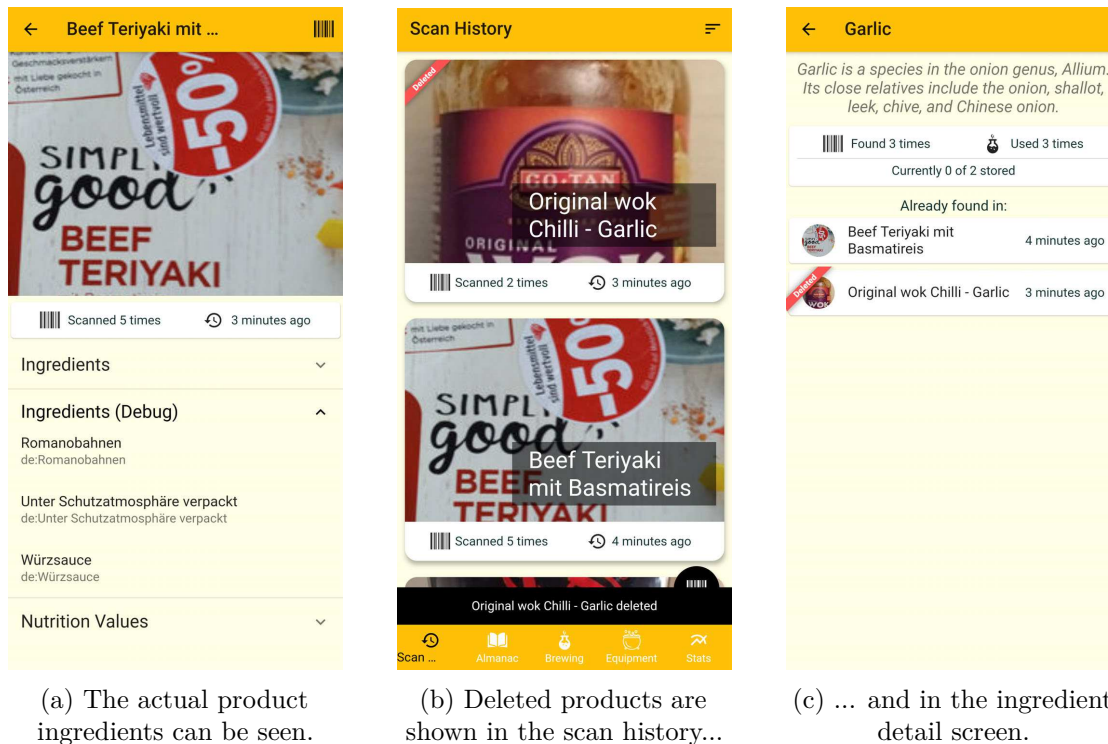 Beef Teriyaki mit ...
Geschmacksverstärkern
mit Liebe gekocht in
Österreich
Lebensmittel
sind wertvoll
-50%
SIMPL
good
BEEF
TERIYAKI
Scanned 5 times
3 minutes ago
Ingredients
Ingredients (Debug)
Romanobahnen
de:Romanobahnen
Unter Schutzatmosphäre verpackt
de:Unter Schutzatmosphäre verpackt
Würzsauce
de:Würzsauce
Nutrition Values
(a) The actual product
ingredients can be seen.
Scan History
Deleted
GO-TAN
ORIGINAL
WOK
Original wok
Chilli - Garlic
Scanned 2 times
3 minutes ago
mit Liebe gekocht in
Österreich
Lebensmittel
sind wertvoll
-50%
SIMPL
good
BEEF
TERIYAKI
Beef Teriyaki
mit Basmatireis
Scanned 5 times
4 minutes ago
Original wok Chilli - Garlic deleted
Scan ...
Almanac
Brewing
Equipment
Stats
(b) Deleted products are
shown in the scan history...
Garlic
Garlic is a species in the onion genus, Allium.
Its close relatives include the onion, shallot,
leek, chive, and Chinese onion.
Found 3 times
Used 3 times
Currently 0 of 2 stored
Already found in:
Beef Teriyaki mit
Basmatireis
4 minutes ago
Deleted
Original wok Chilli - Garlic
3 minutes ago
(c) ... and in the ingredient
detail screen.